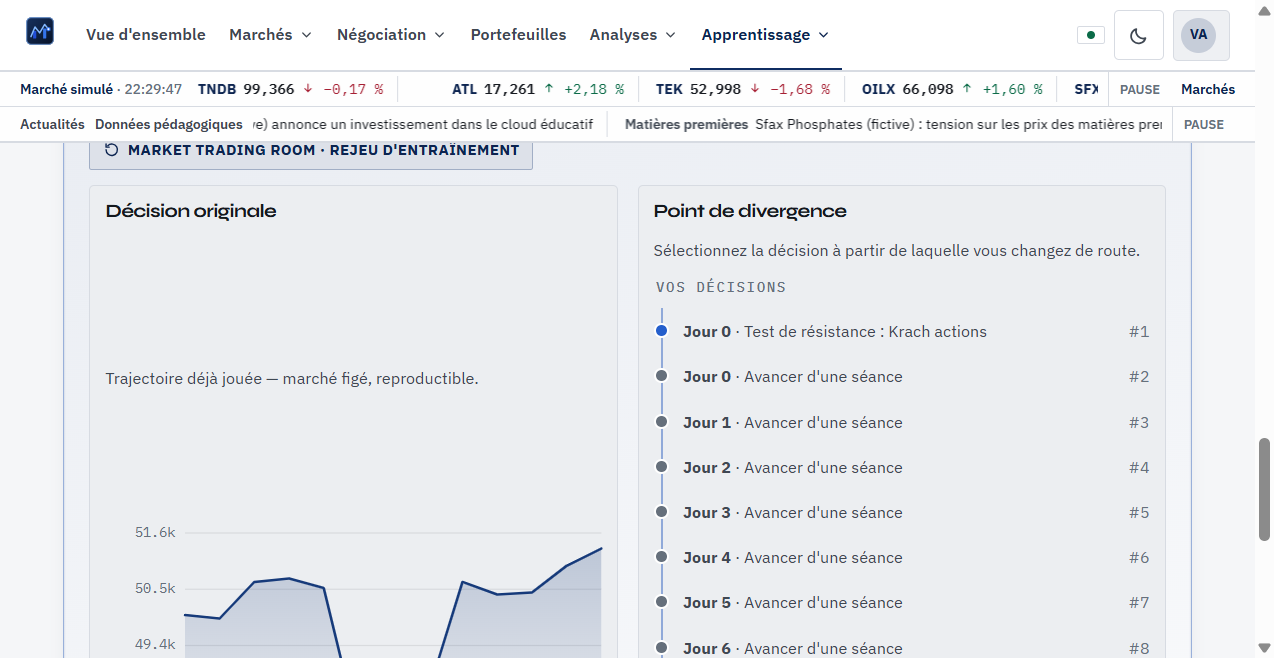 Vue d'ensemble Marchés Négociation Portefeuilles Analyses Apprentissage VA
Marché simulé · 22:29:47 TNDB 99,366 ↓ −0,17 % ATL 17,261 ↑ +2,18 % TEK 52,998 ↓ −1,68 % OILX 66,098 ↑ +1,60 % SFX PAUSE Marchés
Actualités Données pédagogiques ve) annonce un investissement dans le cloud éducatif Matières premières Sfax Phosphates (fictive) : tension sur les prix des matières pre PAUSE
MARKET TRADING ROOM · REJEU D'ENTRAÎNEMENT
Décision originale
Trajectoire déjà jouée — marché figé, reproductible.
51.6k
50.5k
49.4k
Point de divergence
Sélectionnez la décision à partir de laquelle vous changez de route.
VOS DÉCISIONS
Jour 0 · Test de résistance : Krach actions #1
Jour 0 · Avancer d'une séance #2
Jour 1 · Avancer d'une séance #3
Jour 2 · Avancer d'une séance #4
Jour 3 · Avancer d'une séance #5
Jour 4 · Avancer d'une séance #6
Jour 5 · Avancer d'une séance #7
Jour 6 · Avancer d'une séance #8